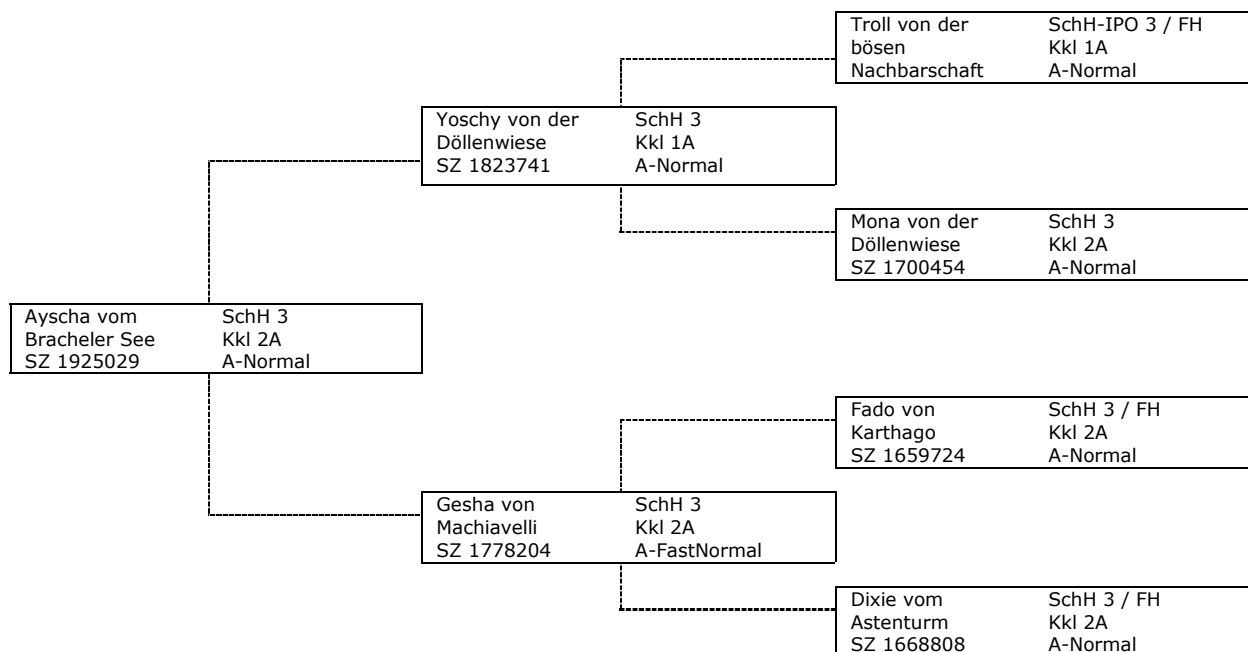 Troll von der SchH-IPO 3 / FH
bösen Kkl 1A
Nachbarschaft A-Normal
Yoschy von der SchH 3
Döllenwiese Kkl 1A
SZ 1823741 A-Normal
Mona von der SchH 3
Döllenwiese Kkl 2A
SZ 1700454 A-Normal
Ayscha vom SchH 3
Bracheler See Kkl 2A
SZ 1925029 A-Normal
Fado von SchH 3 / FH
Karthago Kkl 2A
SZ 1659724 A-Normal
Gesha von SchH 3
Machiavelli Kkl 2A
SZ 1778204 A-FastNormal
Dixie vom SchH 3 / FH
Astenturm Kkl 2A
SZ 1668808 A-Normal